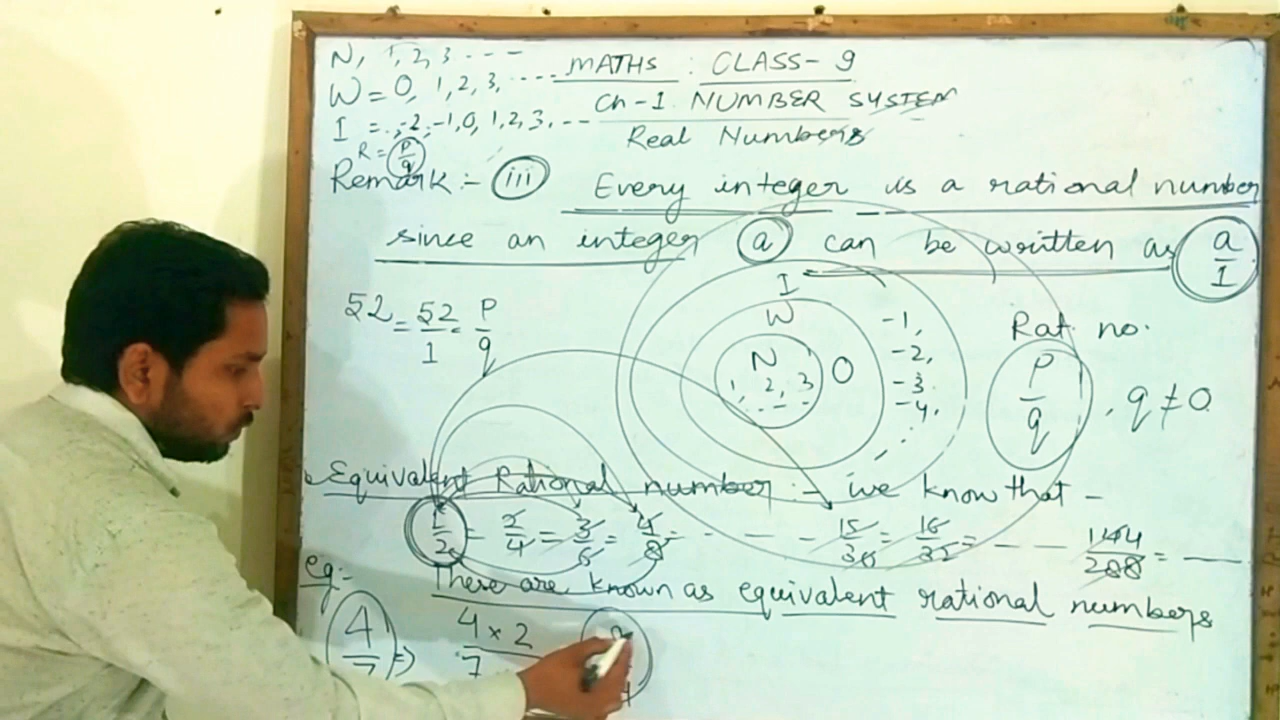 N, 1, 2, 3 - - -
W = 0, 1, 2, 3, ....
I = .., -2, -1, 0, 1, 2, 3, . --
R = p/q
MATHS : CLASS- 9
Ch-1. NUMBER SYSTEM
Real Numbers
Remark :- (iii) Every integer is a rational number
since an integer (a) can be written as a/1
52 = 52/1 = P/q
I
W
N
1, 2, 3
- - - -
0
-1,
-2,
-3
-4,
Rat. no.
P/q , q ≠ 0
Equivalent Rational number :- we know that -
1/2 = 2/4 = 3/6 = 4/8 = - - - - 15/30 = 16/32 = - - - 144/288 = - - -
These are known as equivalent rational numbers
eg:-
4/7 => 4 × 2
7